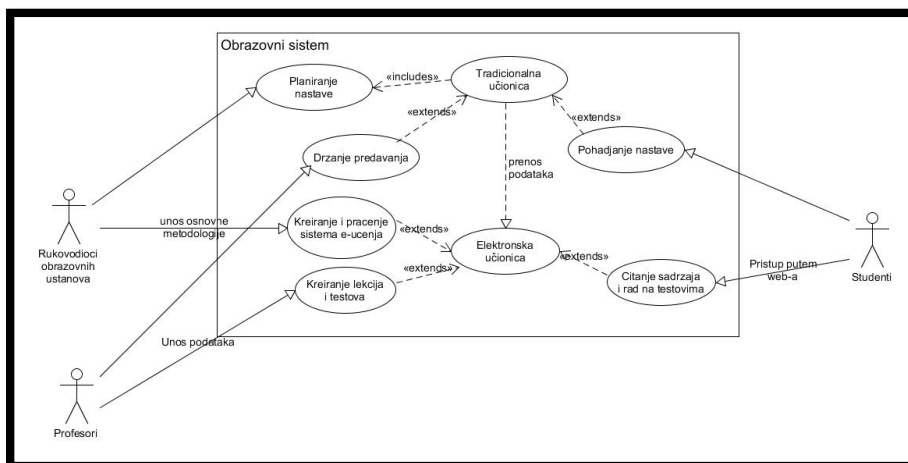 Obrazovni sistem
Planiranje
nastave
«includes»
Tradicionalna
učionica
«extends»
«extends»
Drzanje predavanja
Pohadjanje nastave
prenos
podataka
Rukovodioci
obrazovnih
ustanova
unos osnovne
metodologije
Kreiranje i pracenje
sistema e-ucenja
«extends»
Elektronska
učionica
«extends»
«extends»
Kreiranje lekcija
i testova
Citanje sadrzaja
i rad na testovima
Pristup putem
web-a
Studenti
Unos podataka
Profesori